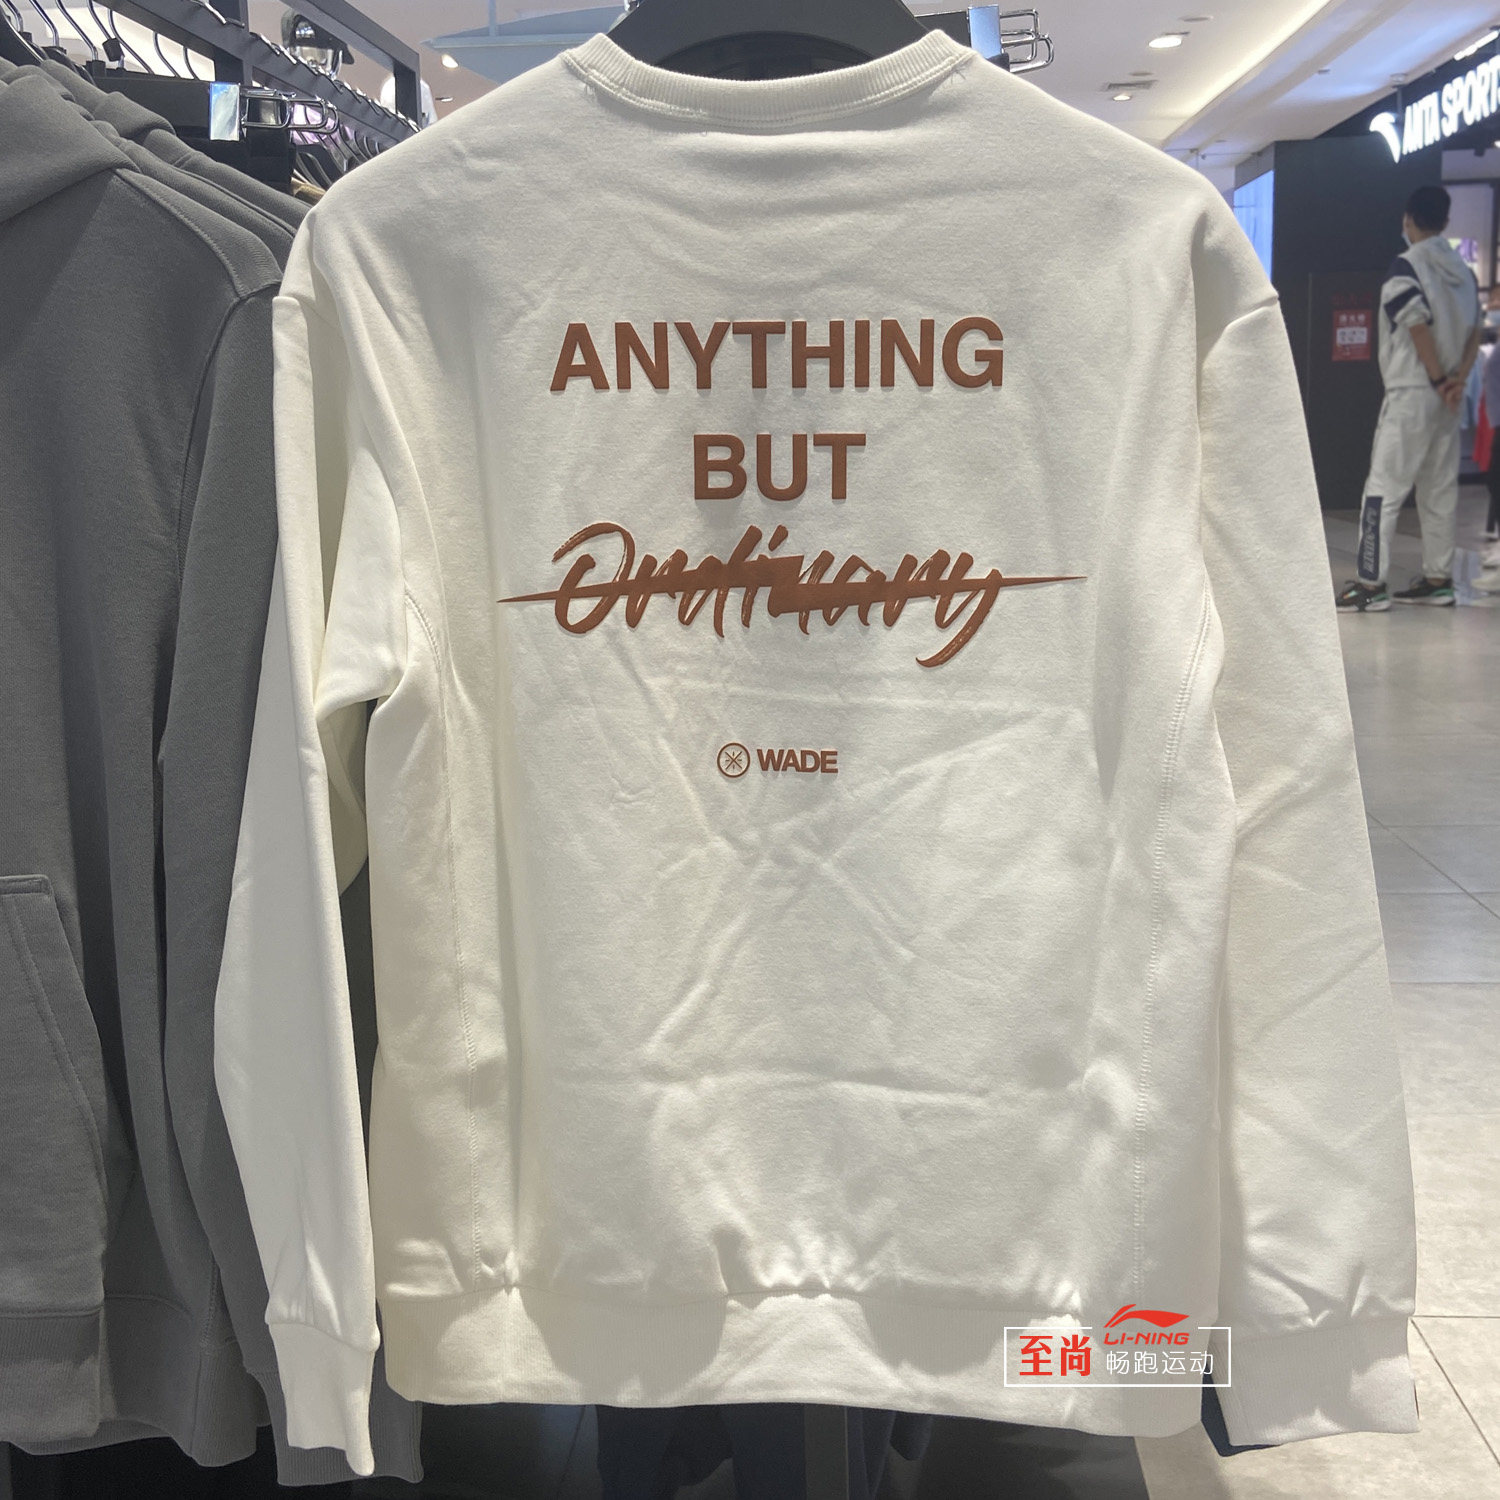 ANTA SPORTS
ANYTHING
BUT
Ordinary
WADE
LI-NING
至尚 畅跑运动